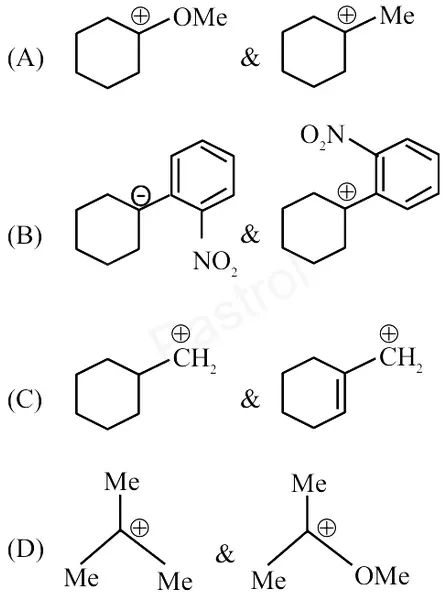 (A) ⊕ OMe & ⊕ Me
(B) ⊖ NO₂ & O₂N ⊕
(C) ⊕ CH₂ & ⊕ CH₂
(D) Me ⊕ Me Me & Me ⊕ Me OMe